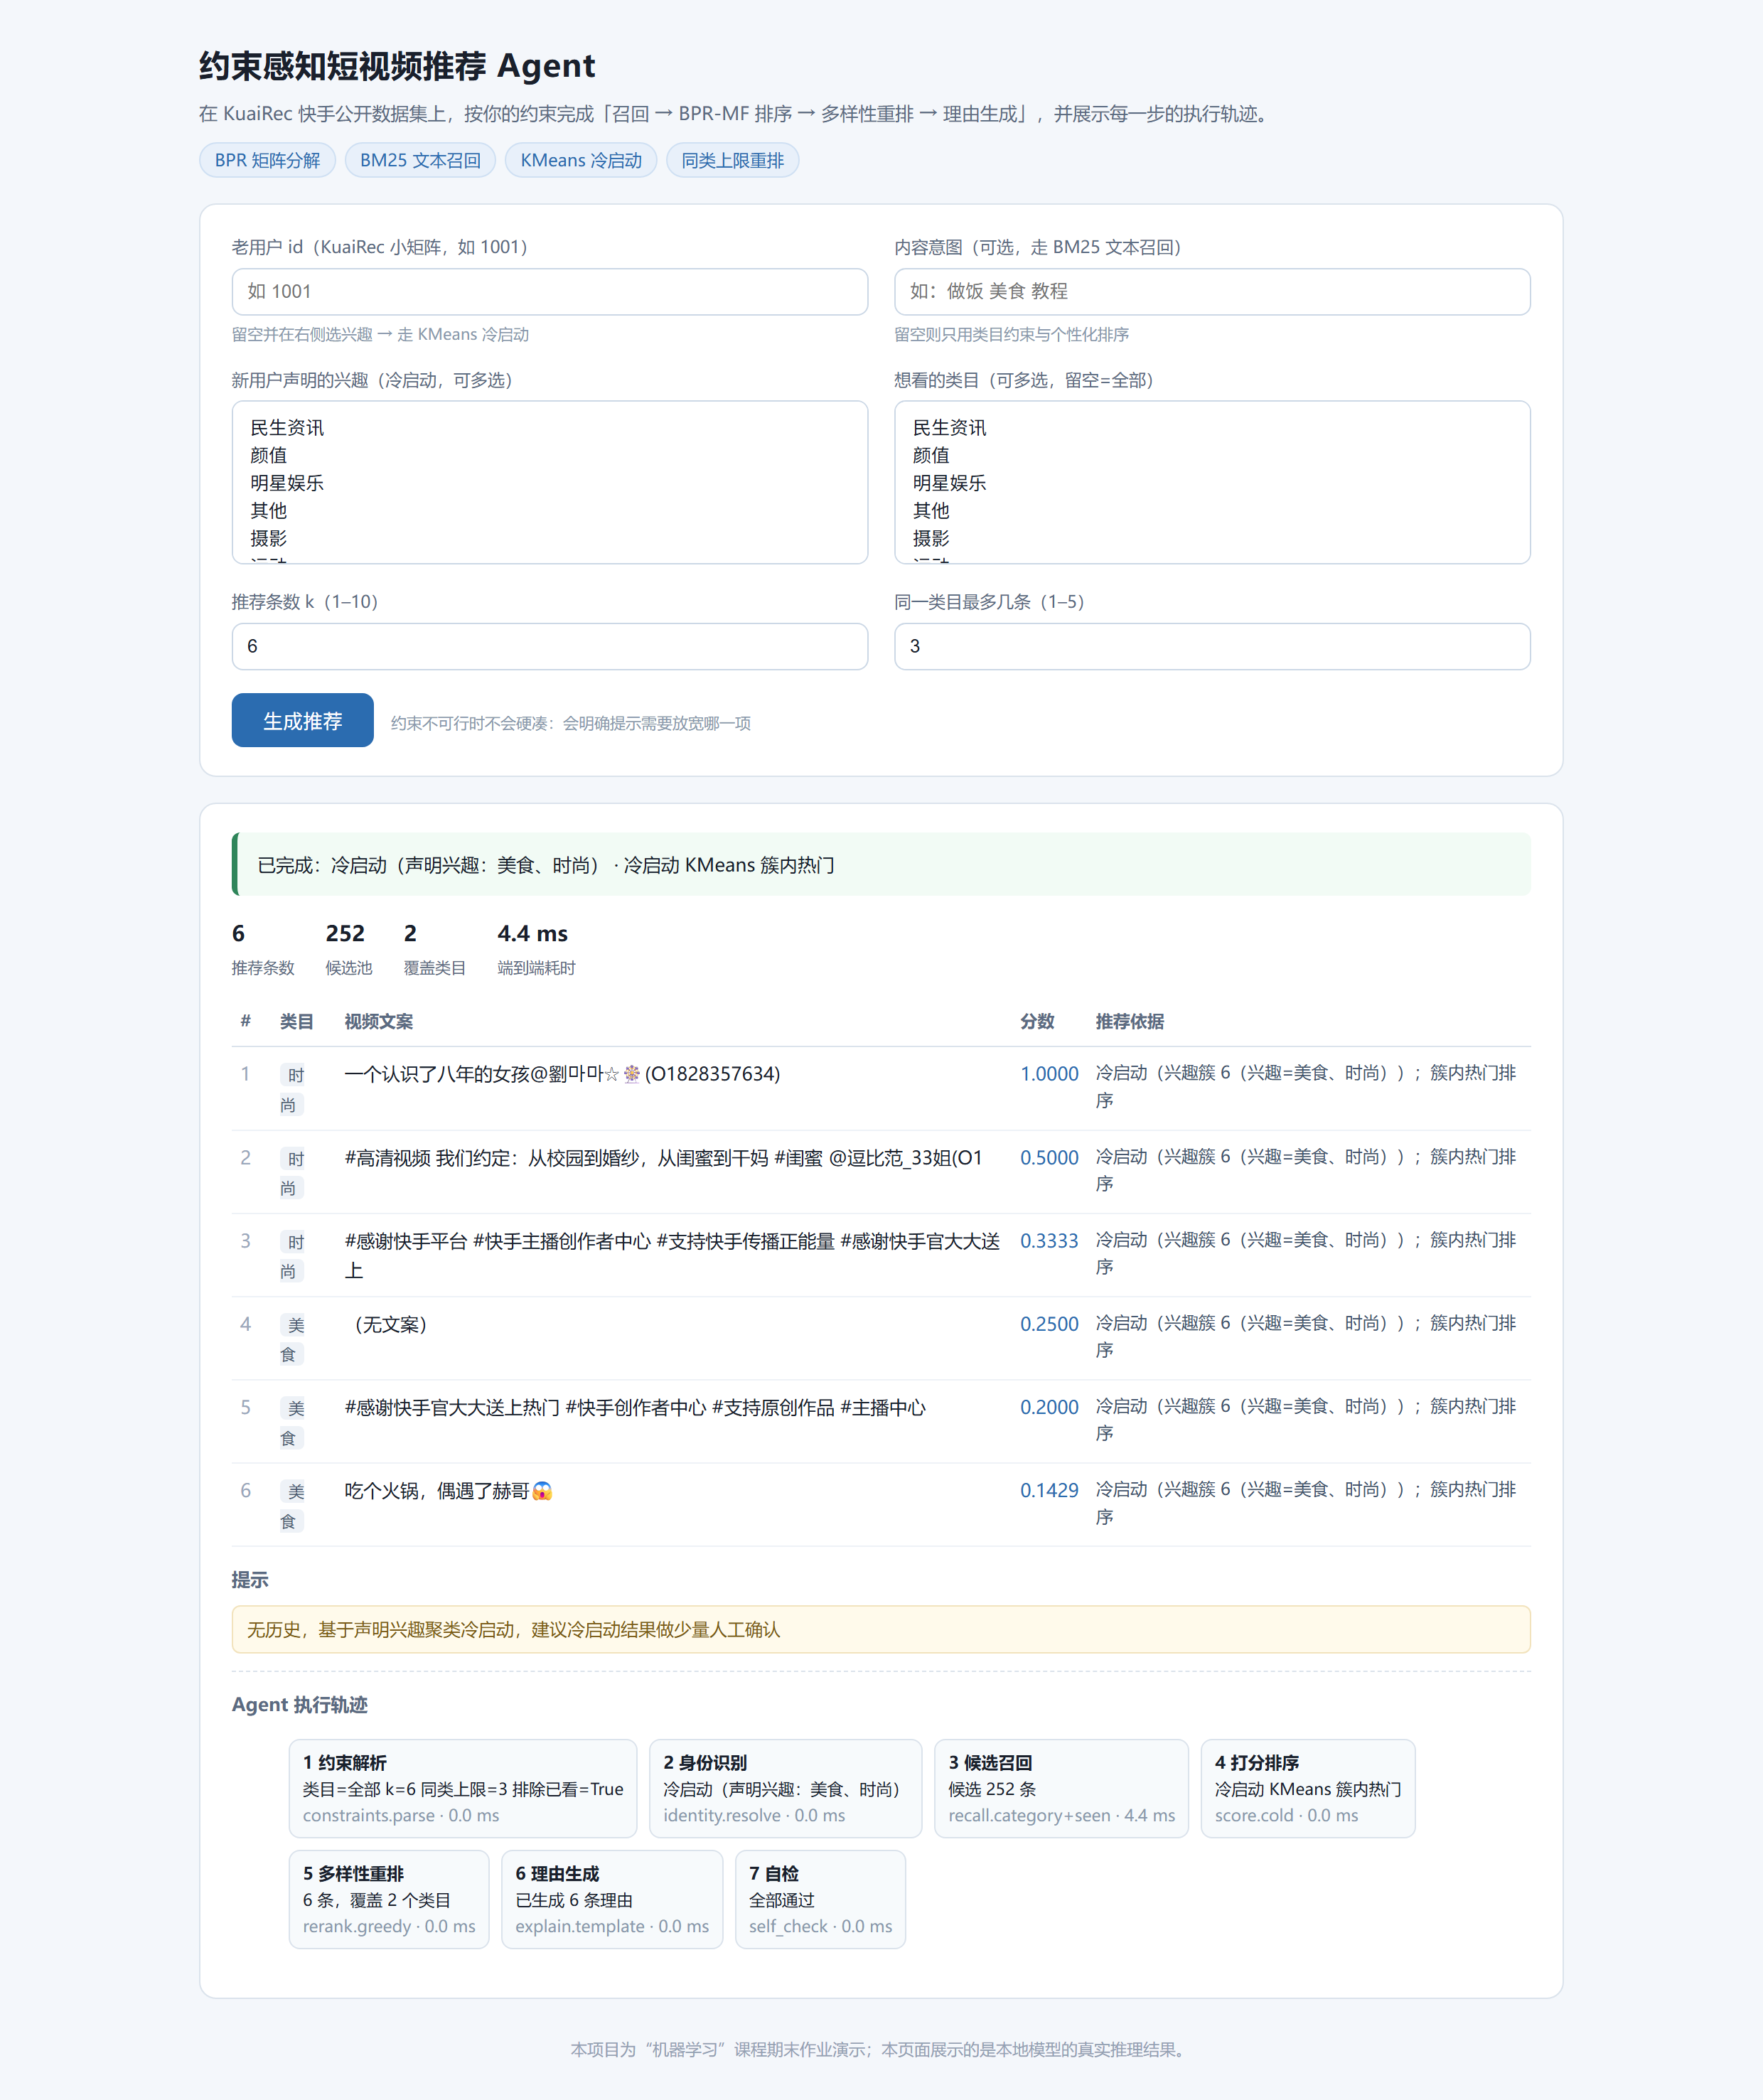 约束感知短视频推荐 Agent
在 KuaiRec 快手公开数据集上，按你的约束完成「召回 → BPR-MF 排序 → 多样性重排 → 理由生成」，并展示每一步的执行轨迹。
BPR 矩阵分解 BM25 文本召回 KMeans 冷启动 同类上限重排
老用户 id（KuaiRec 小矩阵，如 1001）
如 1001
留空并在右侧选兴趣 → 走 KMeans 冷启动
内容意图（可选，走 BM25 文本召回）
如：做饭 美食 教程
留空则只用类目约束与个性化排序
新用户声明的兴趣（冷启动，可多选）
民生资讯
颜值
明星娱乐
其他
摄影
想看的类目（可多选，留空=全部）
民生资讯
颜值
明星娱乐
其他
摄影
推荐条数 k（1–10）
6
同一类目最多几条（1–5）
3
生成推荐 约束不可行时不会硬凑：会明确提示需要放宽哪一项
已完成：冷启动（声明兴趣：美食、时尚） · 冷启动 KMeans 簇内热门
6 252 2 4.4 ms
推荐条数 候选池 覆盖类目 端到端耗时
# 类目 视频文案 分数 推荐依据
1 时尚 一个认识了八年的女孩@劉마마☆🎡(O1828357634) 1.0000 冷启动（兴趣簇 6（兴趣=美食、时尚））；簇内热门排序
2 时尚 #高清视频 我们约定：从校园到婚纱，从闺蜜到干妈 #闺蜜 @逗比范_33姐(O1 0.5000 冷启动（兴趣簇 6（兴趣=美食、时尚））；簇内热门排序
3 时尚 #感谢快手平台 #快手主播创作者中心 #支持快手传播正能量 #感谢快手官大大送上 0.3333 冷启动（兴趣簇 6（兴趣=美食、时尚））；簇内热门排序
4 美食 （无文案） 0.2500 冷启动（兴趣簇 6（兴趣=美食、时尚））；簇内热门排序
5 美食 #感谢快手官大大送上热门 #快手创作者中心 #支持原创作品 #主播中心 0.2000 冷启动（兴趣簇 6（兴趣=美食、时尚））；簇内热门排序
6 美食 吃个火锅，偶遇了赫哥😱 0.1429 冷启动（兴趣簇 6（兴趣=美食、时尚））；簇内热门排序
提示
无历史，基于声明兴趣聚类冷启动，建议冷启动结果做少量人工确认
Agent 执行轨迹
1 约束解析
类目=全部 k=6 同类上限=3 排除已看=True
constraints.parse · 0.0 ms
2 身份识别
冷启动（声明兴趣：美食、时尚）
identity.resolve · 0.0 ms
3 候选召回
候选 252 条
recall.category+seen · 4.4 ms
4 打分排序
冷启动 KMeans 簇内热门
score.cold · 0.0 ms
5 多样性重排
6 条，覆盖 2 个类目
rerank.greedy · 0.0 ms
6 理由生成
已生成 6 条理由
explain.template · 0.0 ms
7 自检
全部通过
self_check · 0.0 ms
本项目为“机器学习”课程期末作业演示；本页面展示的是本地模型的真实推理结果。